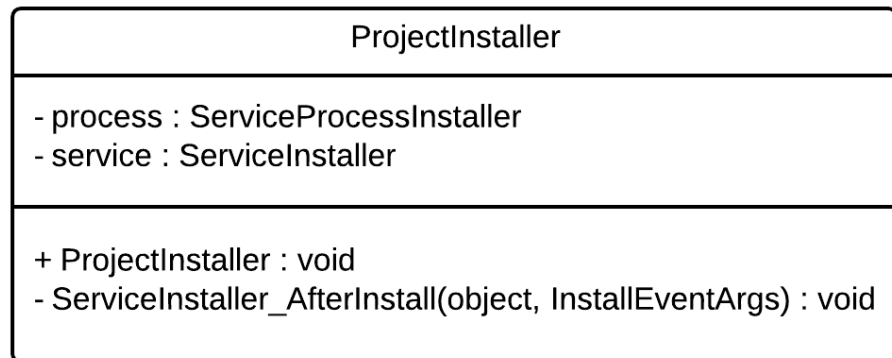 ProjectInstaller
- process : ServiceProcessInstaller
- service : ServiceInstaller
+ ProjectInstaller : void
- ServiceInstaller_AfterInstall(object, InstallEventArgs) : void